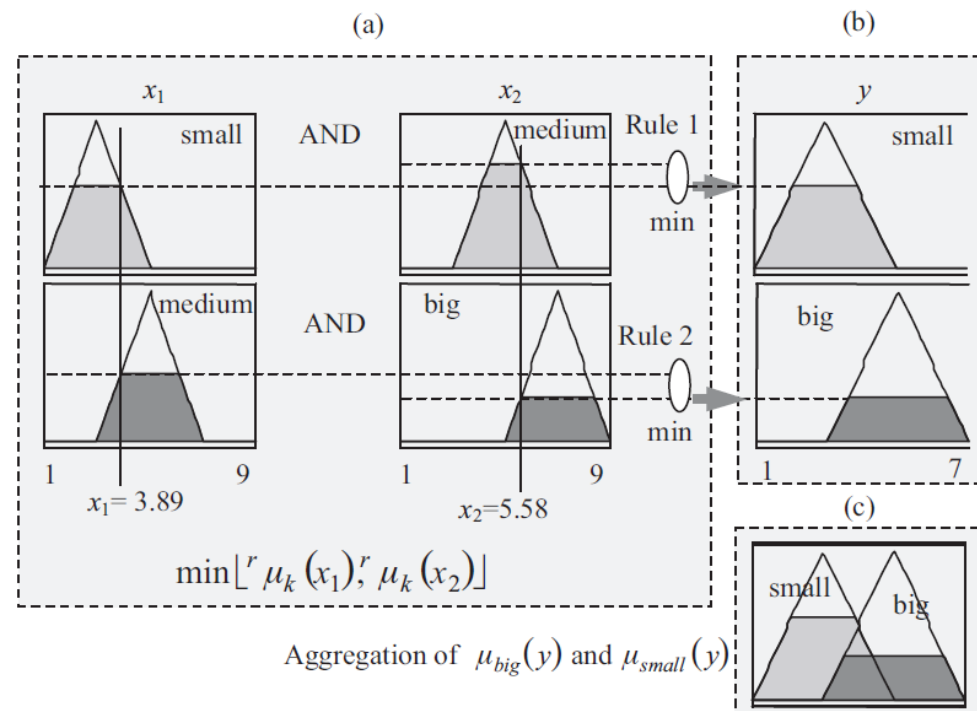 (a)
(b)
x₁
x₂
y
small
AND
medium
Rule 1
min
small
medium
AND
big
Rule 2
min
big
1
9
1
9
1
7
x₁= 3.89
x₂=5.58
(c)
min⌊ʳ μₖ(x₁),ʳ μₖ(x₂)⌋
small
big
Aggregation of μ_big(y) and μ_small(y)